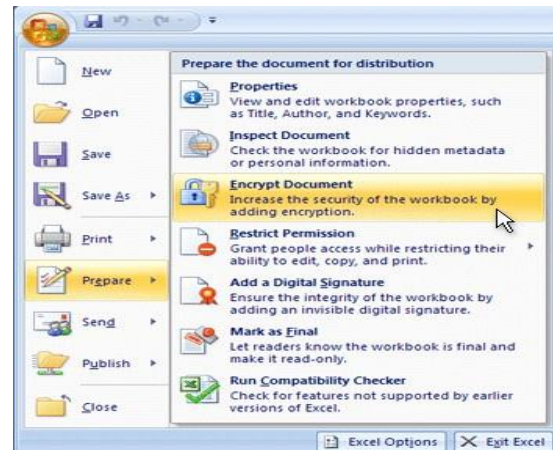 New
Open
Save
Save As
Print
Prepare
Send
Publish
Close
Prepare the document for distribution
Properties
View and edit workbook properties, such
as Title, Author, and Keywords.
Inspect Document
Check the workbook for hidden metadata
or personal information.
Encrypt Document
Increase the security of the workbook by
adding encryption.
Restrict Permission
Grant people access while restricting their
ability to edit, copy, and print.
Add a Digital Signature
Ensure the integrity of the workbook by
adding an invisible digital signature.
Mark as Final
Let readers know the workbook is final and
make it read-only.
Run Compatibility Checker
Check for features not supported by earlier
versions of Excel.
Excel Options
Exit Excel